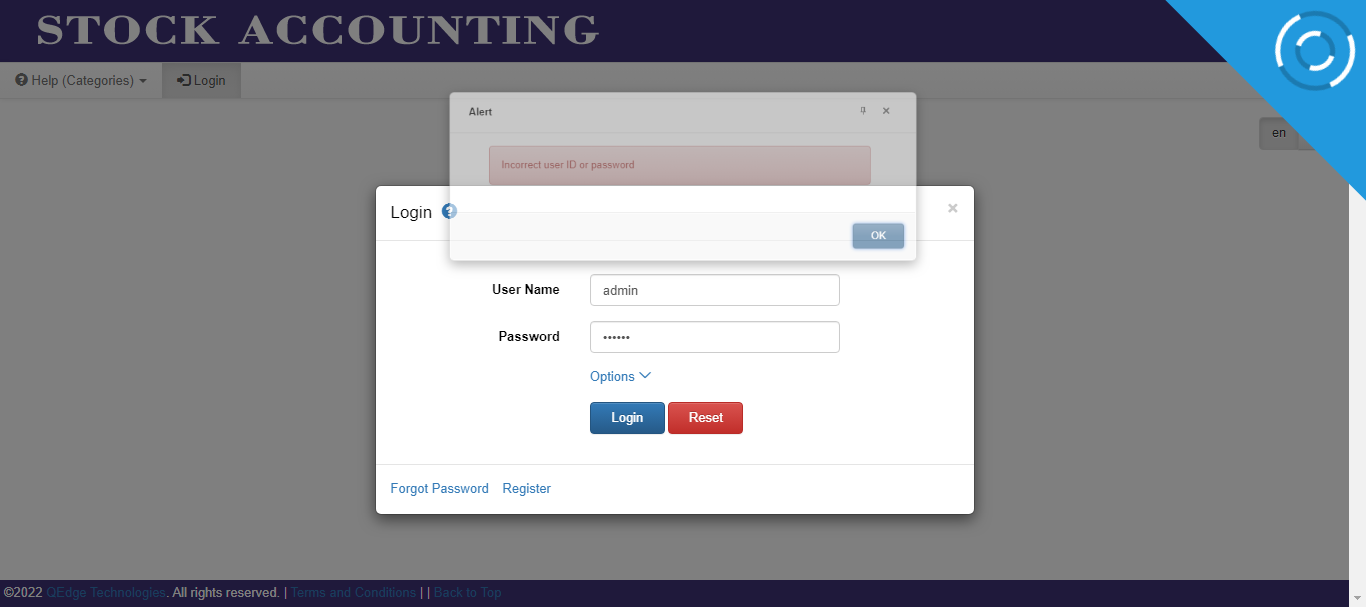 STOCK ACCOUNTING
Help (Categories) Login
Alert
en
Incorrect user ID or password
Login
OK
User Name admin
Password ••••••
Options
Login Reset
Forgot Password Register
©2022 QEdge Technologies. All rights reserved. | Terms and Conditions | | Back to Top